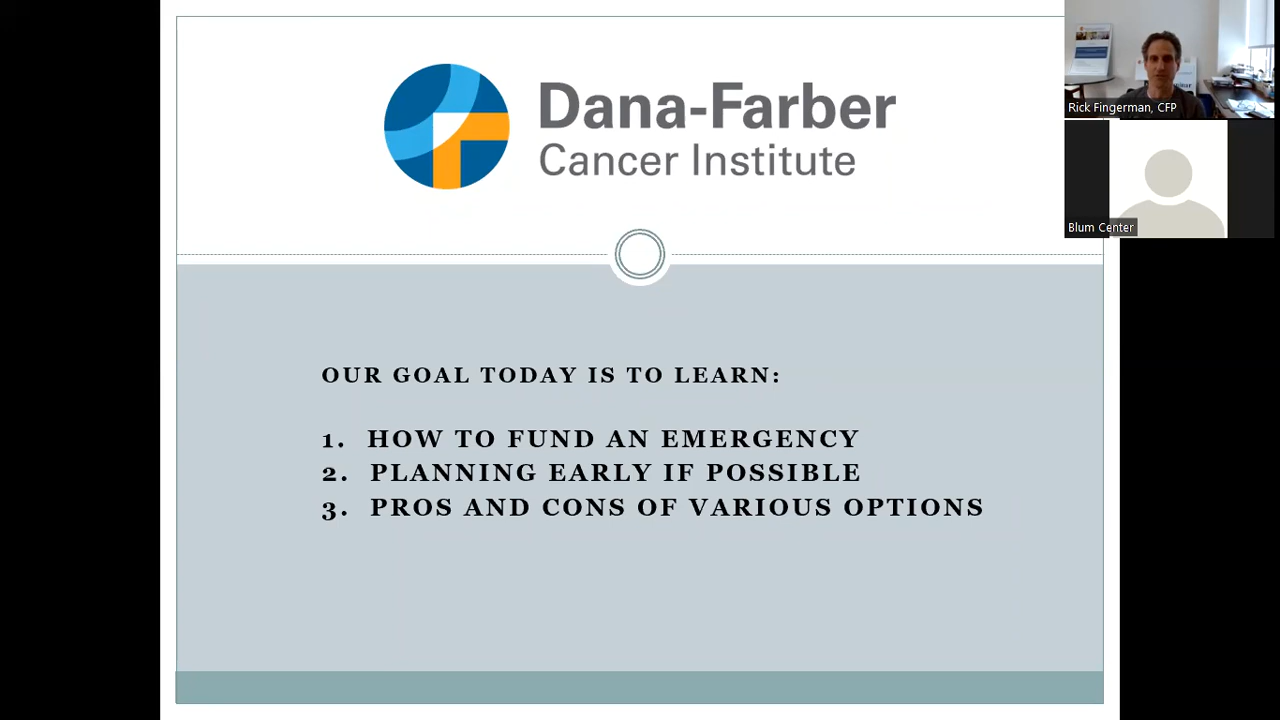 Dana-Farber
Cancer Institute
OUR GOAL TODAY IS TO LEARN:
1. HOW TO FUND AN EMERGENCY
2. PLANNING EARLY IF POSSIBLE
3. PROS AND CONS OF VARIOUS OPTIONS
Rick Fingerman, CFP
Blum Center